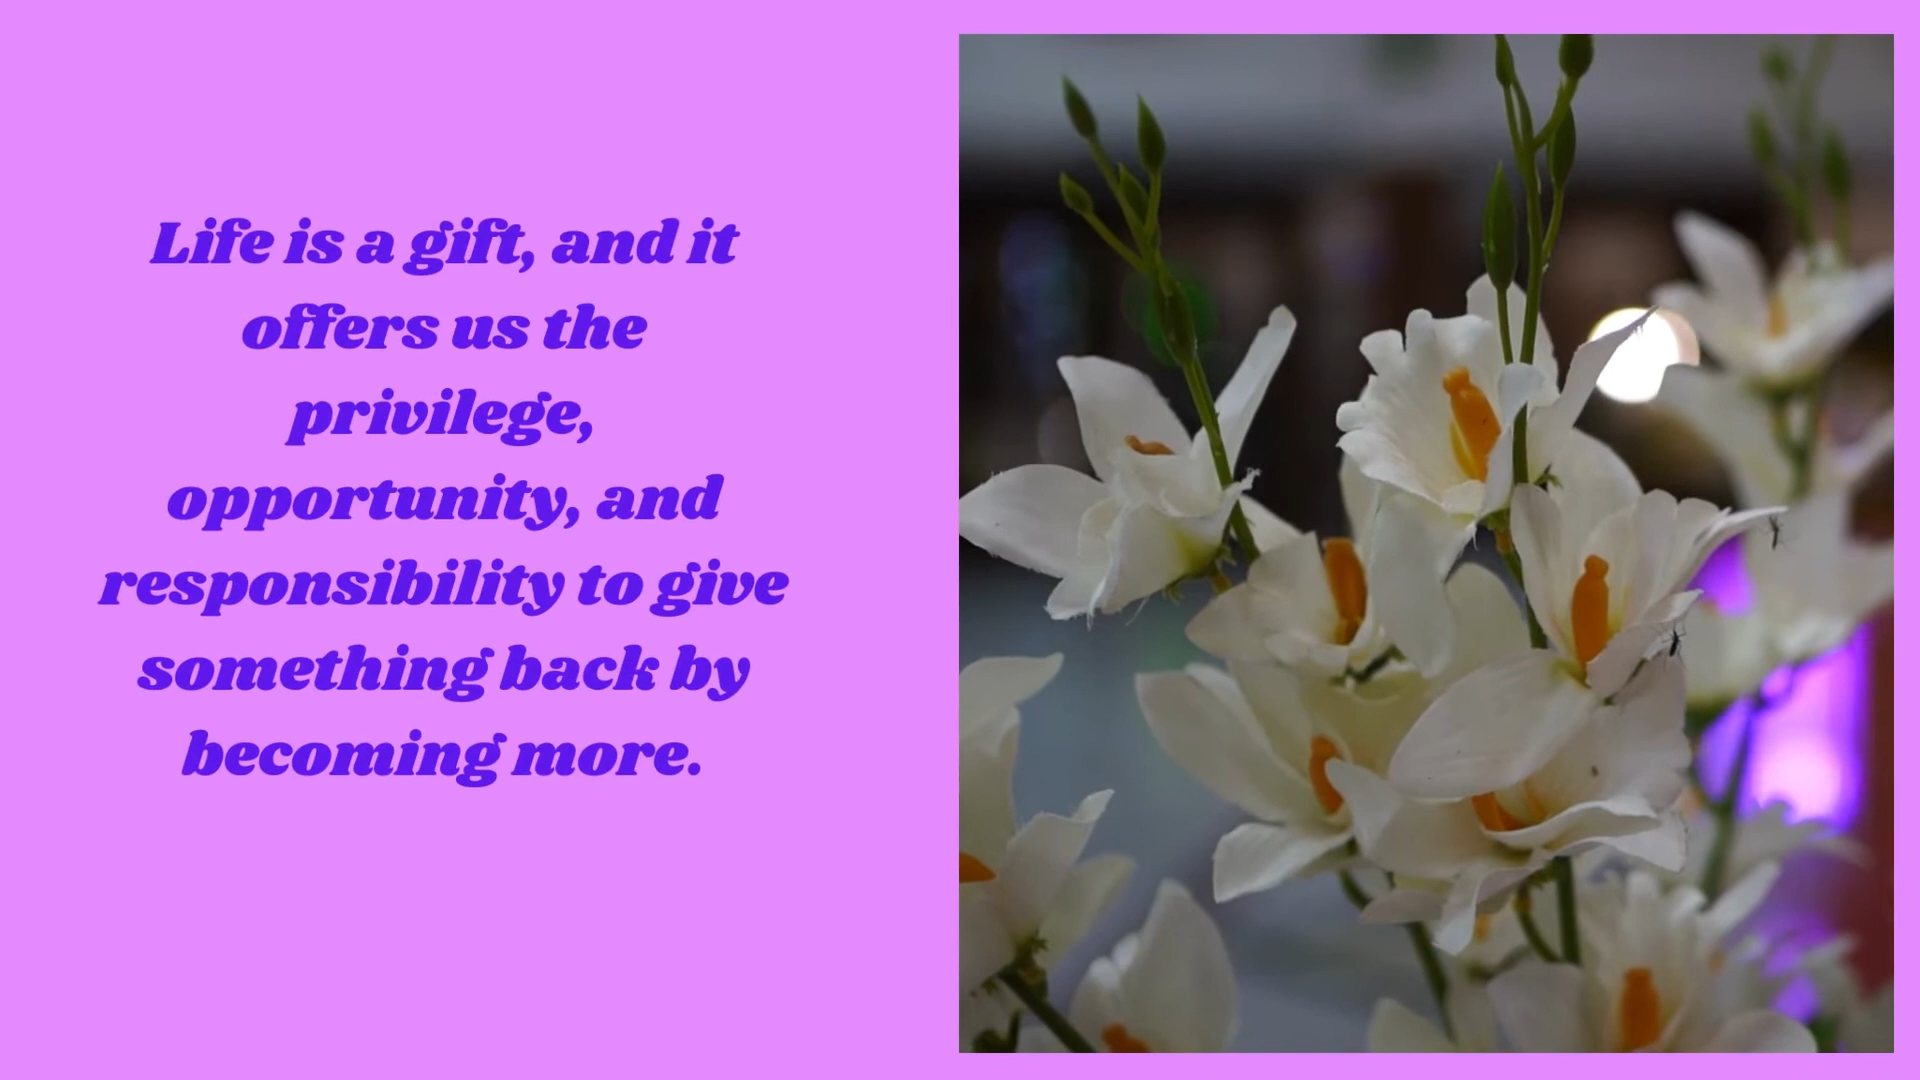 Life is a gift, and it
offers us the
privilege,
opportunity, and
responsibility to give
something back by
becoming more.